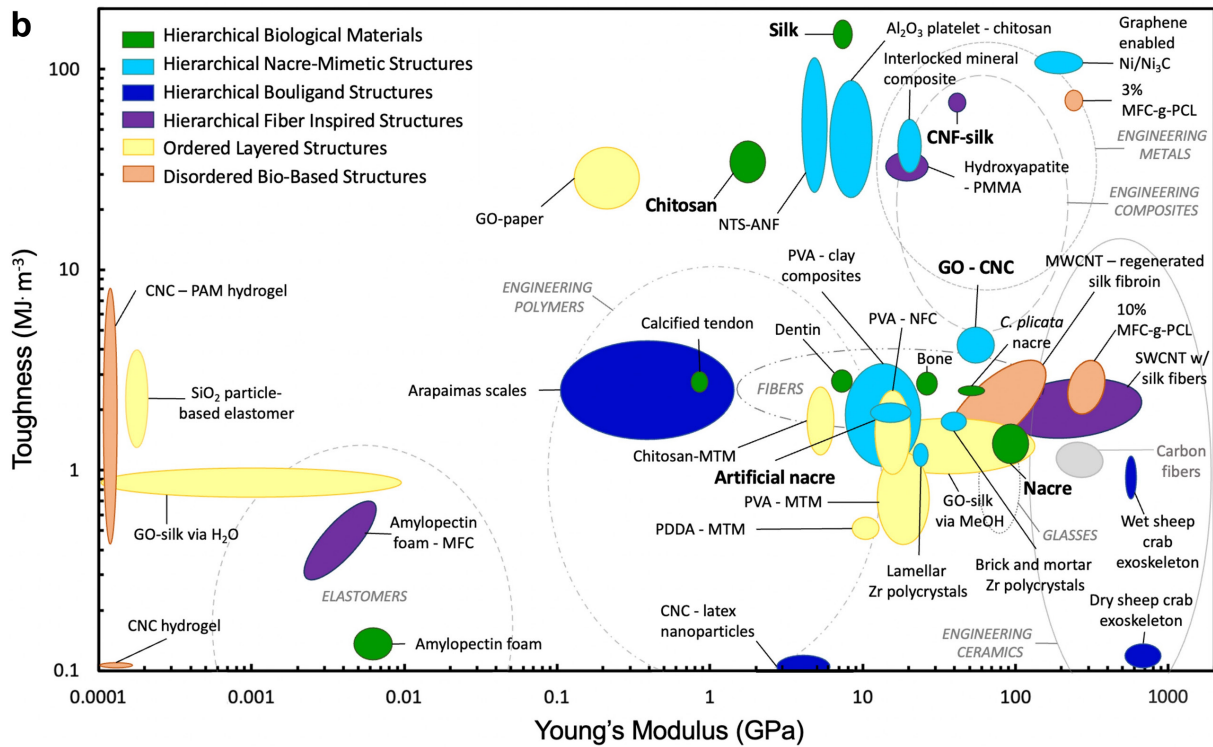 b
Hierarchical Biological Materials
Hierarchical Nacre-Mimetic Structures
Hierarchical Bouligand Structures
Hierarchical Fiber Inspired Structures
Ordered Layered Structures
Disordered Bio-Based Structures
Silk
Al₂O₃ platelet - chitosan
Interlocked mineral
composite
Graphene
enabled
Ni/Ni₃C
3%
MFC-g-PCL
CNF-silk
ENGINEERING
METALS
Hydroxyapatite
- PMMA
ENGINEERING
COMPOSITES
GO-paper
Chitosan
NTS-ANF
PVA - clay
composites
GO - CNC
MWCNT – regenerated
silk fibroin
CNC – PAM hydrogel
ENGINEERING
POLYMERS
Calcified tendon
Dentin
PVA - NFC
C. plicata
nacre
10%
MFC-g-PCL
Bone
SWCNT w/
silk fibers
Arapaimas scales
FIBERS
SiO₂ particle-
based elastomer
Chitosan-MTM
Artificial nacre
Nacre
Carbon
fibers
PVA - MTM
GO-silk
via MeOH
GO-silk via H₂O
Amylopectin
foam - MFC
PDDA - MTM
GLASSES
Wet sheep
crab
exoskeleton
Lamellar
Zr polycrystals
Brick and mortar
Zr polycrystals
ELASTOMERS
CNC - latex
nanoparticles
Dry sheep crab
exoskeleton
CNC hydrogel
Amylopectin foam
ENGINEERING
CERAMICS
Toughness (MJ· m⁻³)
100
10
1
0.1
0.0001
0.001
0.01
0.1
1
10
100
1000
Young's Modulus (GPa)